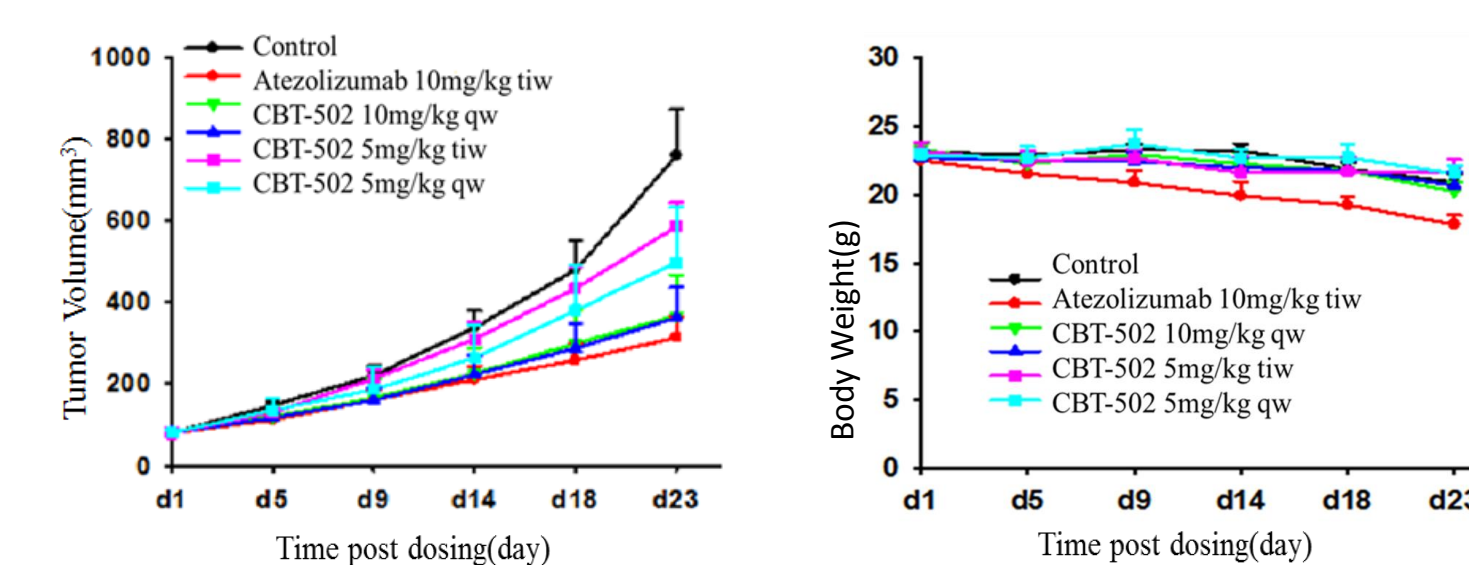 Control
Atezolizumab 10mg/kg tiw
CBT-502 10mg/kg qw
CBT-502 5mg/kg tiw
CBT-502 5mg/kg qw
1000
800
600
400
200
0
Tumor Volume(mm³)
d1 d5 d9 d14 d18 d23
Time post dosing(day)
30
25
20
15
10
5
0
Body Weight(g)
Control
Atezolizumab 10mg/kg tiw
CBT-502 10mg/kg qw
CBT-502 5mg/kg tiw
CBT-502 5mg/kg qw
d1 d5 d9 d14 d18
Time post dosing(day)